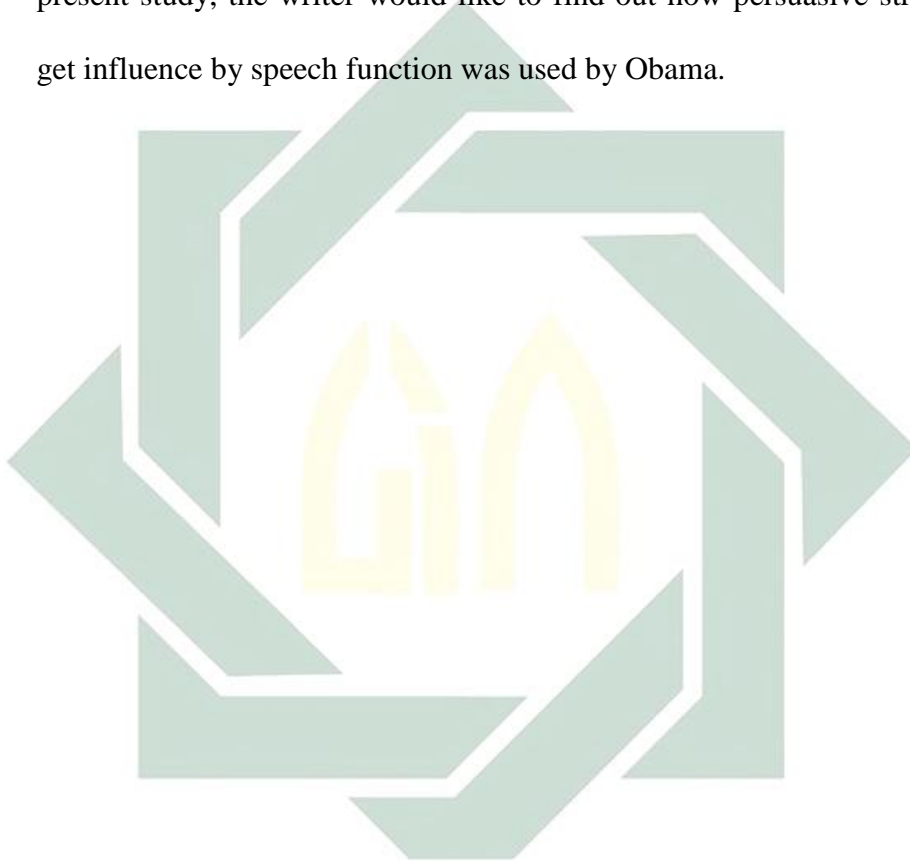 present study, the writer would like to find out how persuasive
get influence by speech function was used by Obama.